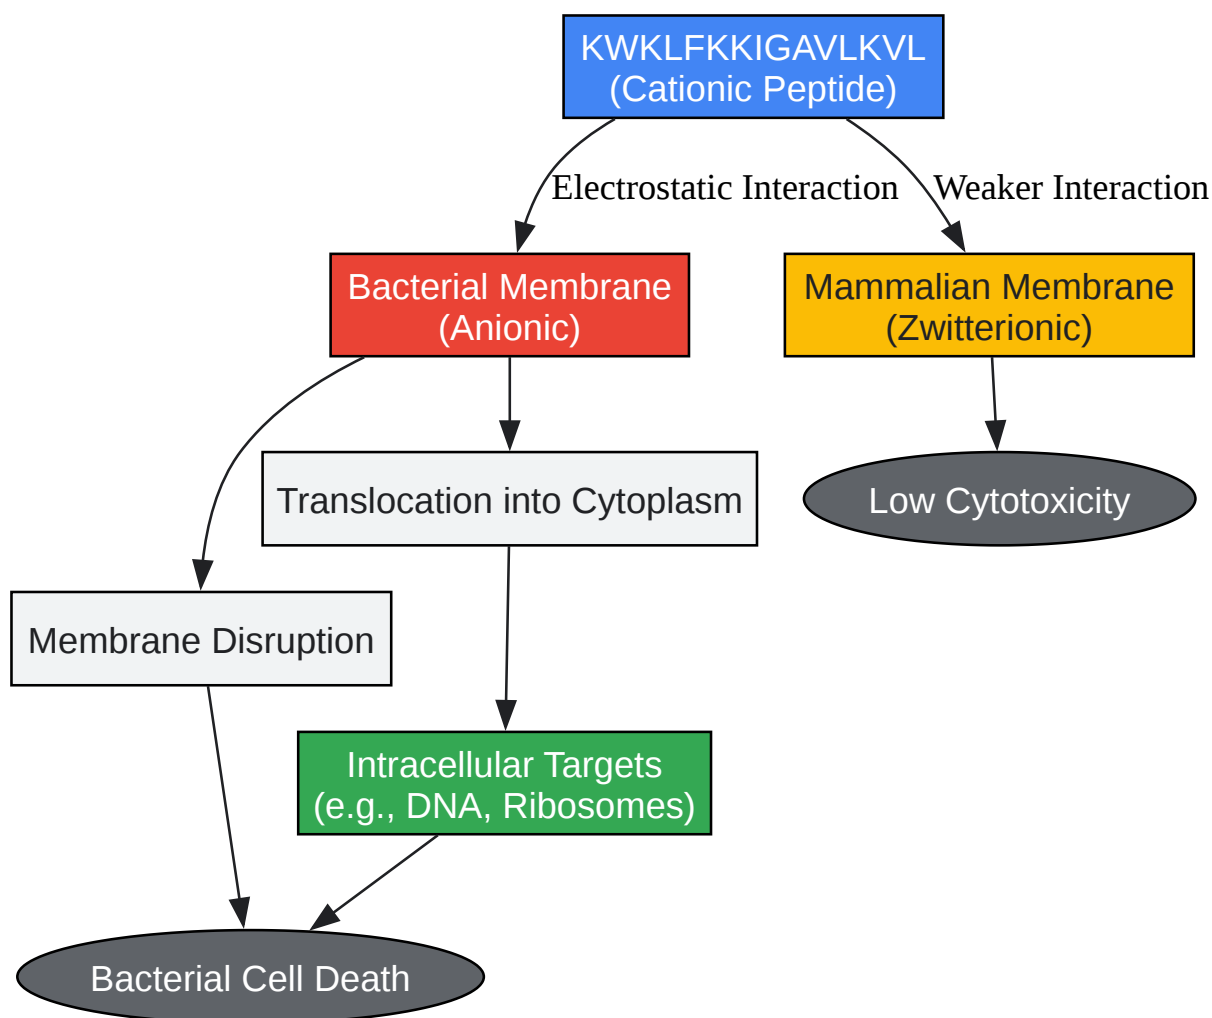 KWKLFKKIGAVLKVL
(Cationic Peptide)
Electrostatic Interaction
Weaker Interaction
Bacterial Membrane
(Anionic)
Mammalian Membrane
(Zwitterionic)
Translocation into Cytoplasm
Low Cytotoxicity
Membrane Disruption
Intracellular Targets
(e.g., DNA, Ribosomes)
Bacterial Cell Death